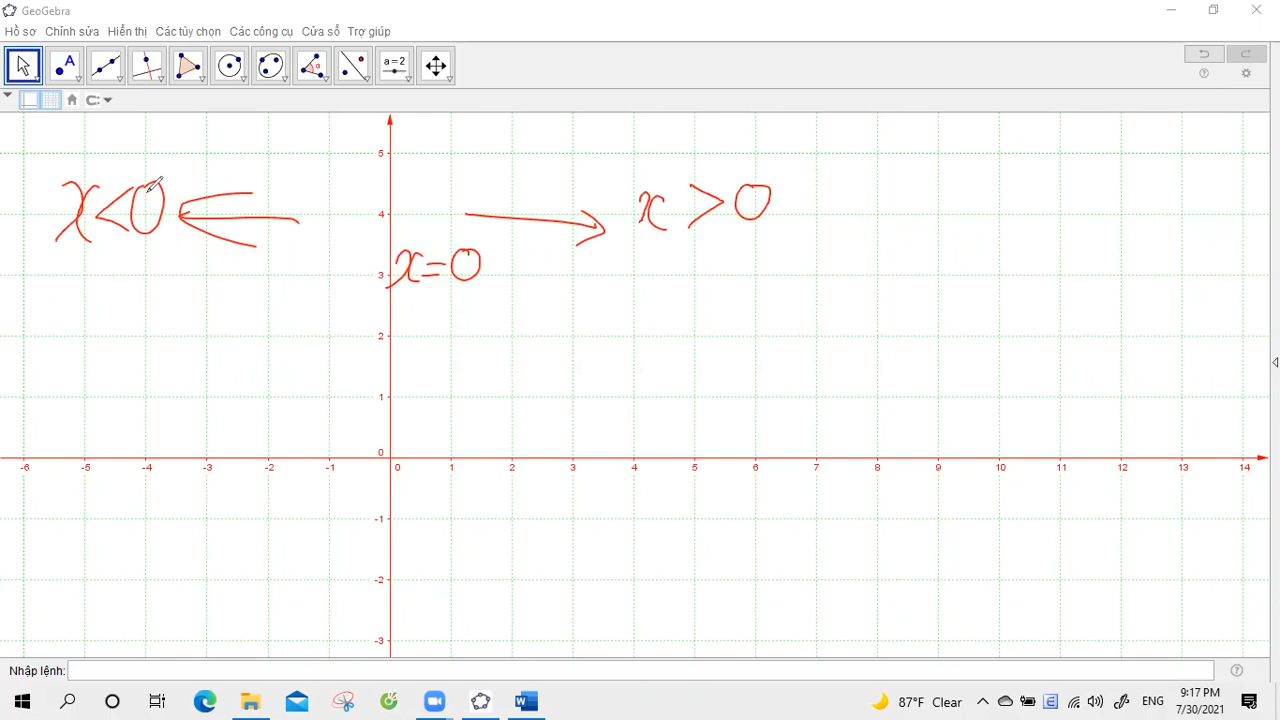 GeoGebra
Hồ sơ Chính sửa Hiển thị Các tùy chọn Các công cụ Cửa sổ Trợ giúp
A a=2
x<0
x>0
x=0
5
4
3
2
1
0
-6 -5 -4 -3 -2 -1 0 1 2 3 4 5 6 7 8 9 10 11 12 13 14
-1
-2
-3
Nhập lệnh:
87°F Clear ENG 9:17 PM
7/30/2021